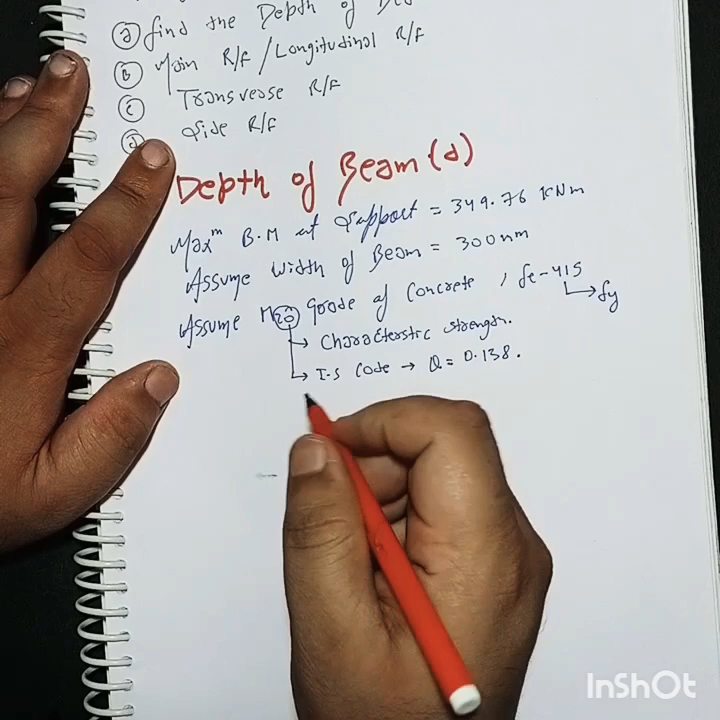 (a) find the Depth of
(B) Main R/F / Longitudinal R/F
(c) Transverse R/F
(d) Side R/F
Depth of Beam (d)
Max^m B.M at Support = 349.76 KNm
Assume Width of Beam = 300mm
Assume M20 Grade of Concrete, fe-415
→ fy
→ Characterstic strength.
→ I.S Code → Q = 0.138.
InShOt